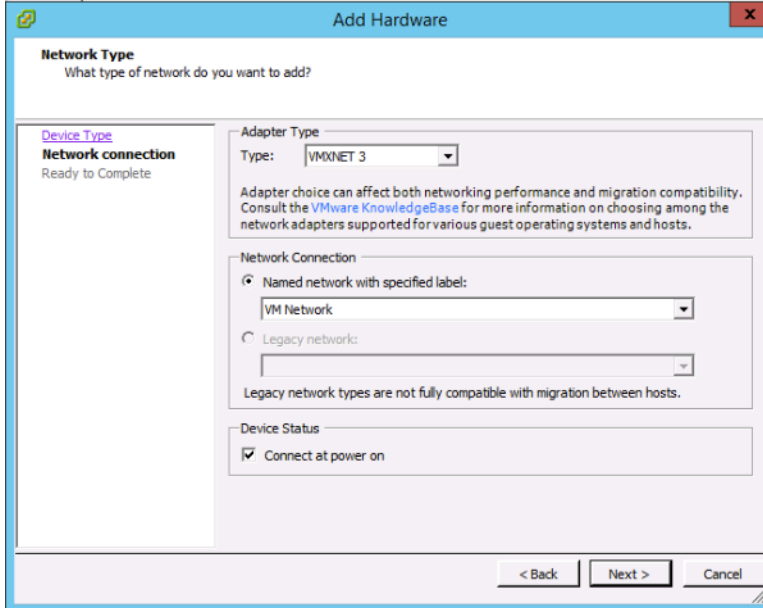 Add Hardware
x
Network Type
What type of network do you want to add?
Device Type
Network connection
Ready to Complete
Adapter Type
Type: VMXNET 3
Adapter choice can affect both networking performance and migration compatibility.
Consult the VMware KnowledgeBase for more information on choosing among the
network adapters supported for various guest operating systems and hosts.
Network Connection
Named network with specified label:
VM Network
Legacy network:
Legacy network types are not fully compatible with migration between hosts.
Device Status
Connect at power on
< Back Next > Cancel